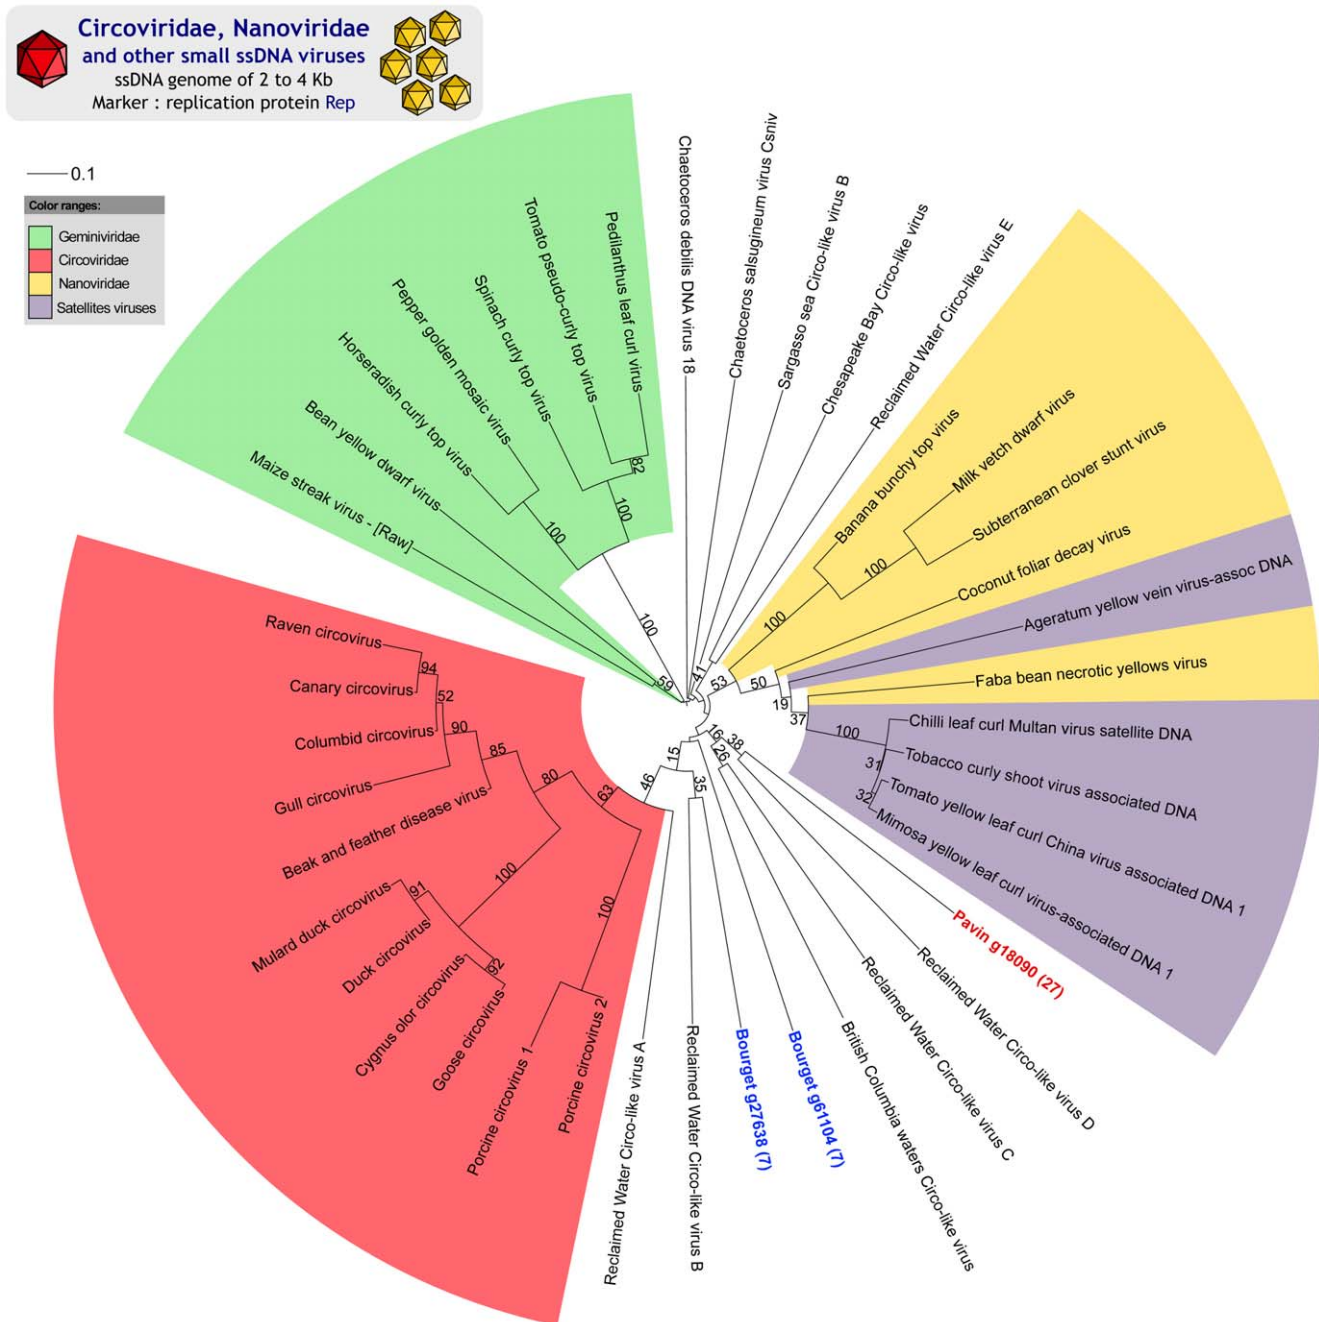 Circoviridae, Nanoviridae
and other small ssDNA viruses
ssDNA genome of 2 to 4 Kb
Marker : replication protein Rep
0.1
Color ranges:
Geminiviridae
Circoviridae
Nanoviridae
Satellites viruses
Maize streak virus - [Raw]
Bean yellow dwarf virus
Horseradish curly top virus
Pepper golden mosaic virus
Spinach curly top virus
Tomato pseudo-curly top virus
Pedilanthus leaf curl virus
Chaetoceros debilis DNA virus 18
Chaetoceros salsugineum virus Csniv
Sargasso sea Circo-like virus B
Chesapeake Bay Circo-like virus
Reclaimed Water Circo-like virus E
Banana bunchy top virus
Milk vetch dwarf virus
Subterranean clover stunt virus
Coconut foliar decay virus
Ageratum yellow vein virus-assoc DNA
Faba bean necrotic yellows virus
Chilli leaf curl Multan virus satellite DNA
Tobacco curly shoot virus associated DNA
Tomato yellow leaf curl China virus associated DNA 1
Mimosa yellow leaf curl virus-associated DNA 1
Pavin g18090 (27)
Reclaimed Water Circo-like virus D
Reclaimed Water Circo-like virus C
British Columbia waters Circo-like virus
Bourget g61104 (7)
Bourget g27638 (7)
Reclaimed Water Circo-like virus B
Reclaimed Water Circo-like virus A
Porcine circovirus 2
Porcine circovirus 1
Goose circovirus
Cygnus olor circovirus
Duck circovirus
Mulard duck circovirus
Beak and feather disease virus
Gull circovirus
Columbid circovirus
Canary circovirus
Raven circovirus
82
100
100
100
59
41
53
100
100
50
19
37
100
31
32
38
16
26
15
35
46
63
100
80
100
85
90
52
94
91
92